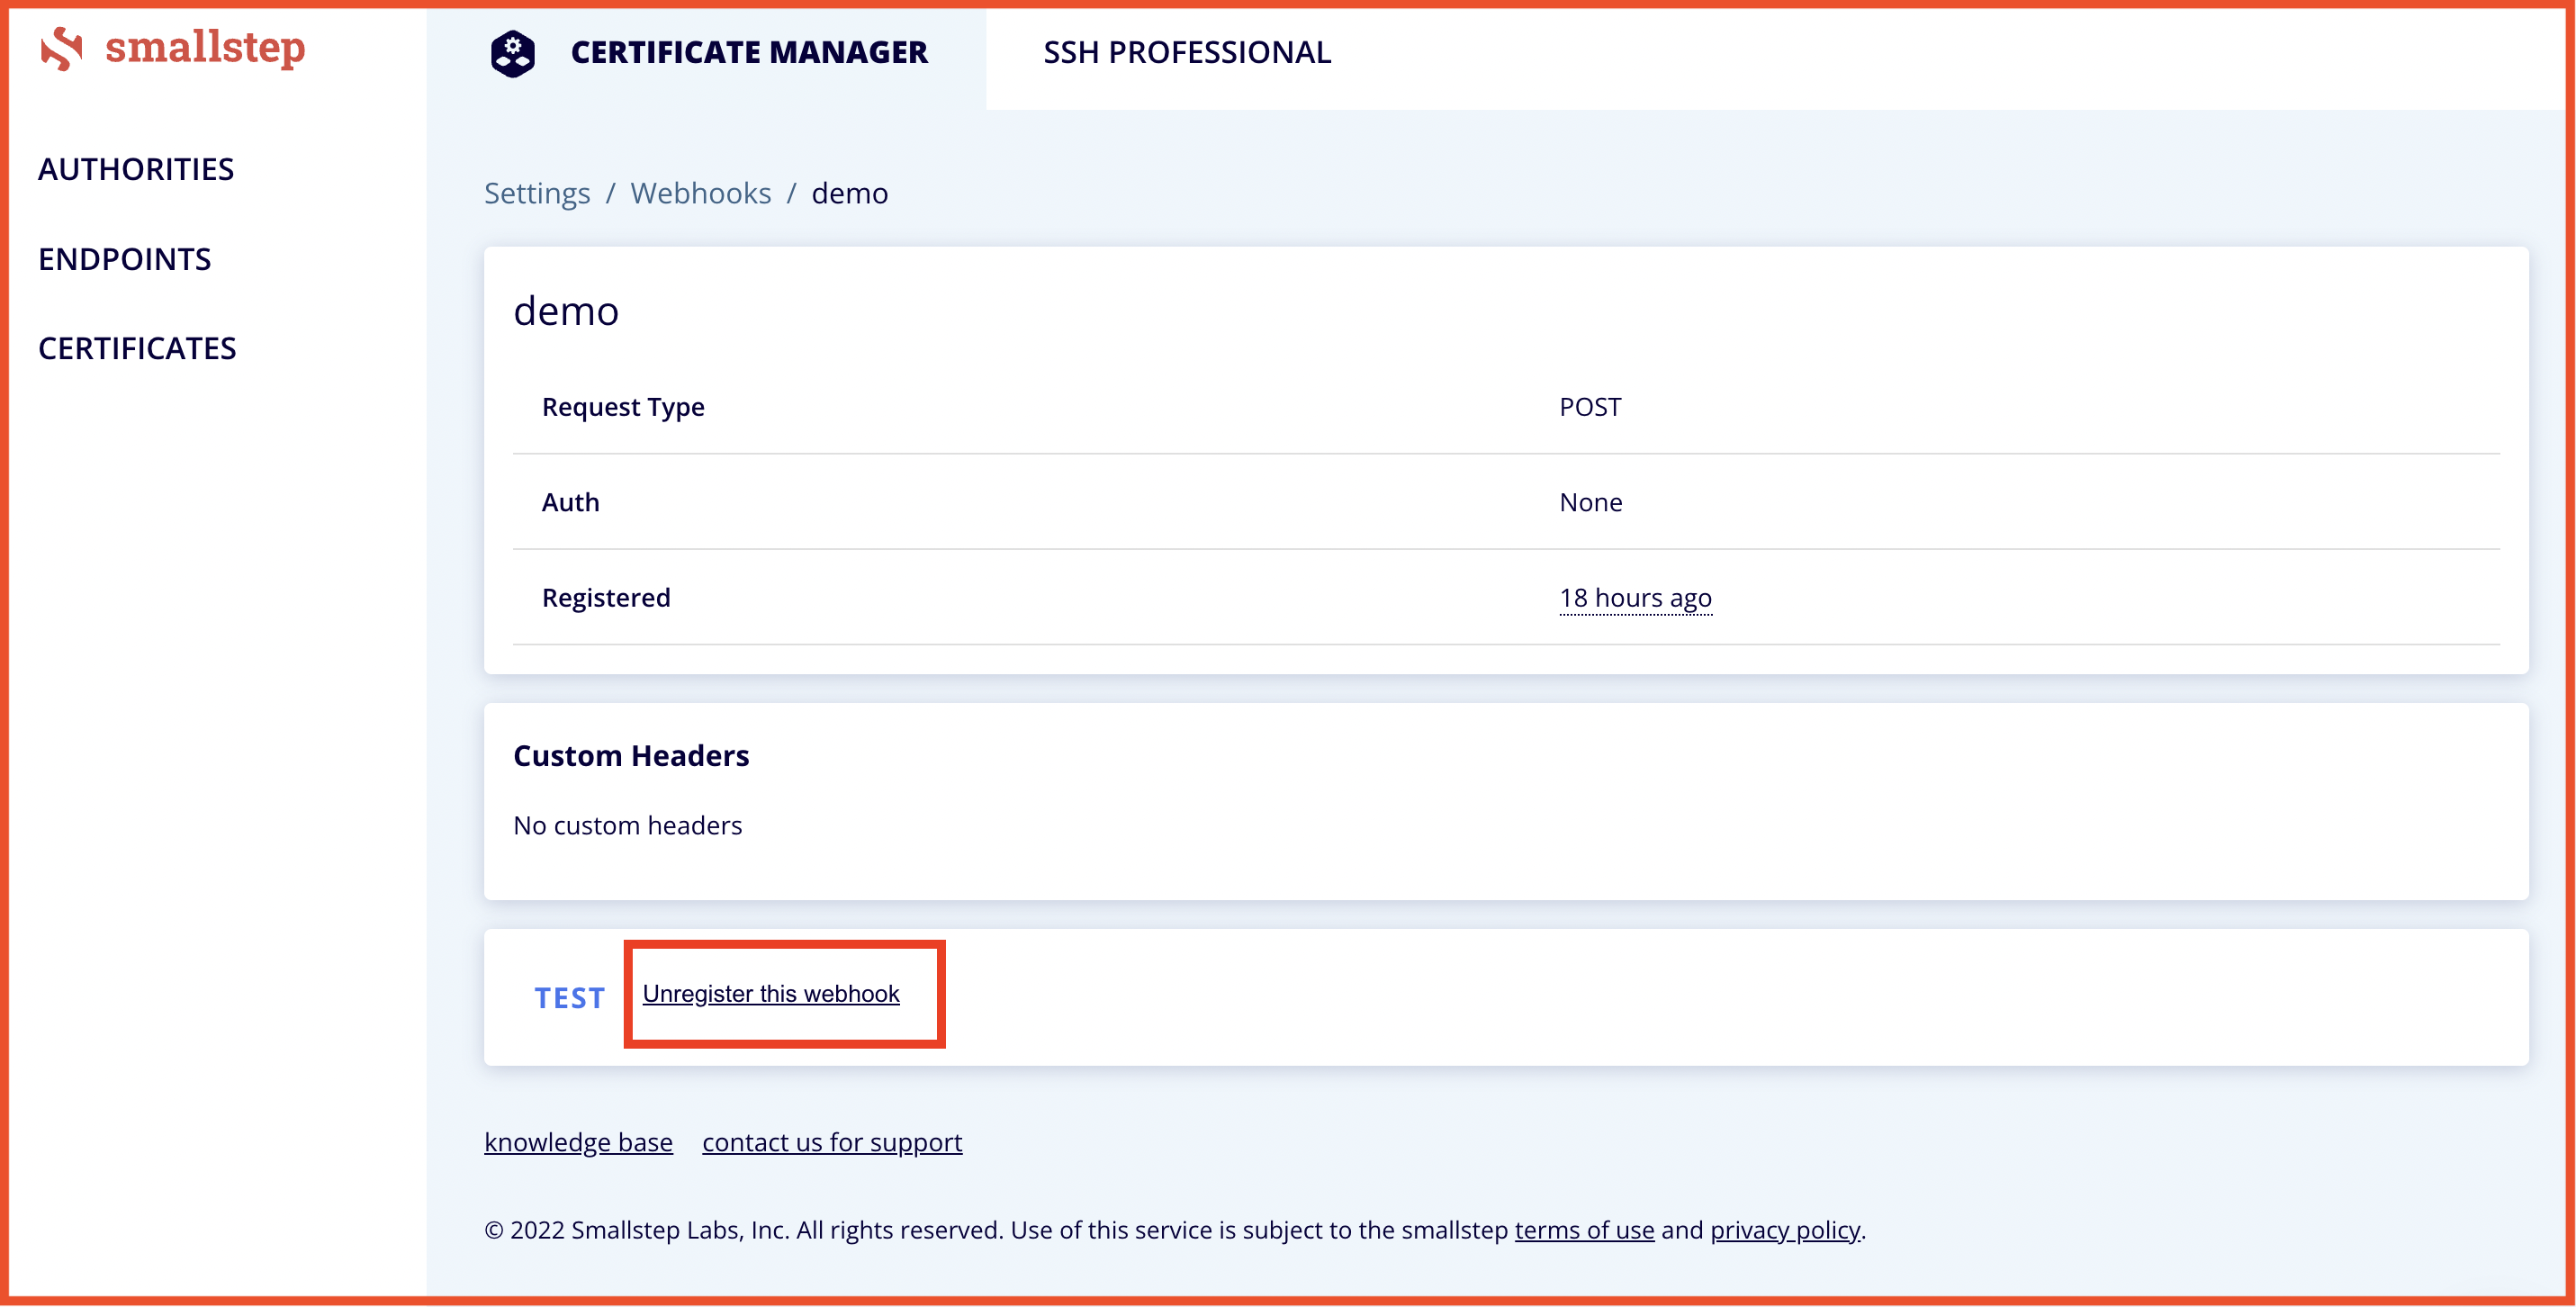 smallstep
CERTIFICATE MANAGER
SSH PROFESSIONAL
AUTHORITIES
ENDPOINTS
CERTIFICATES
Settings / Webhooks / demo
demo
Request Type POST
Auth None
Registered 18 hours ago
Custom Headers
No custom headers
TEST Unregister this webhook
knowledge base contact us for support
© 2022 Smallstep Labs, Inc. All rights reserved. Use of this service is subject to the smallstep terms of use and privacy policy.